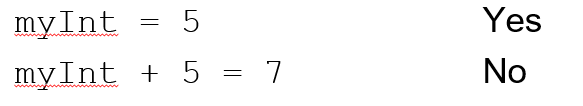 myInt = 5 Yes
myInt + 5 = 7 No